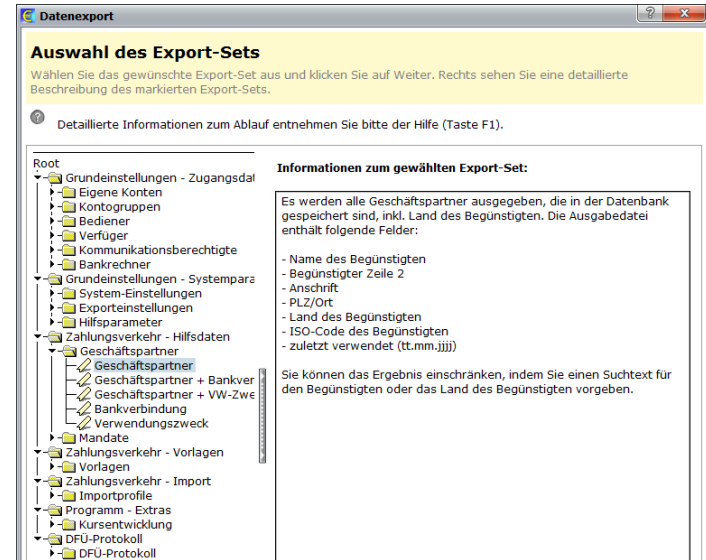 Datenexport
Auswahl des Export-Sets
Wählen Sie das gewünschte Export-Set aus und klicken Sie auf Weiter. Rechts sehen Sie eine detaillierte
Beschreibung des markierten Export-Sets.
Detaillierte Informationen zum Ablauf entnehmen Sie bitte der Hilfe (Taste F1).
Root
Grundeinstellungen - Zugangsdat
Eigene Konten
Kontogruppen
Bediener
Verfüger
Kommunikationsberechtigte
Bankrechner
Grundeinstellungen - Systempara
System-Einstellungen
Exporteinstellungen
Hilfsparameter
Zahlungsverkehr - Hilfsdaten
Geschäftspartner
Geschäftspartner
Geschäftspartner + Bankver
Geschäftspartner + VW-Zwe
Bankverbindung
Verwendungszweck
Mandate
Zahlungsverkehr - Vorlagen
Vorlagen
Zahlungsverkehr - Import
Importprofile
Programm - Extras
Kursentwicklung
DFÜ-Protokoll
DFÜ-Protokoll
Informationen zum gewählten Export-Set:
Es werden alle Geschäftspartner ausgegeben, die in der Datenbank
gespeichert sind, inkl. Land des Begünstigten. Die Ausgabedatei
enthält folgende Felder:
- Name des Begünstigten
- Begünstigter Zeile 2
- Anschrift
- PLZ/Ort
- Land des Begünstigten
- ISO-Code des Begünstigten
- zuletzt verwendet (tt.mm.jjjj)
Sie können das Ergebnis einschränken, indem Sie einen Suchtext für
den Begünstigten oder das Land des Begünstigten vorgeben.